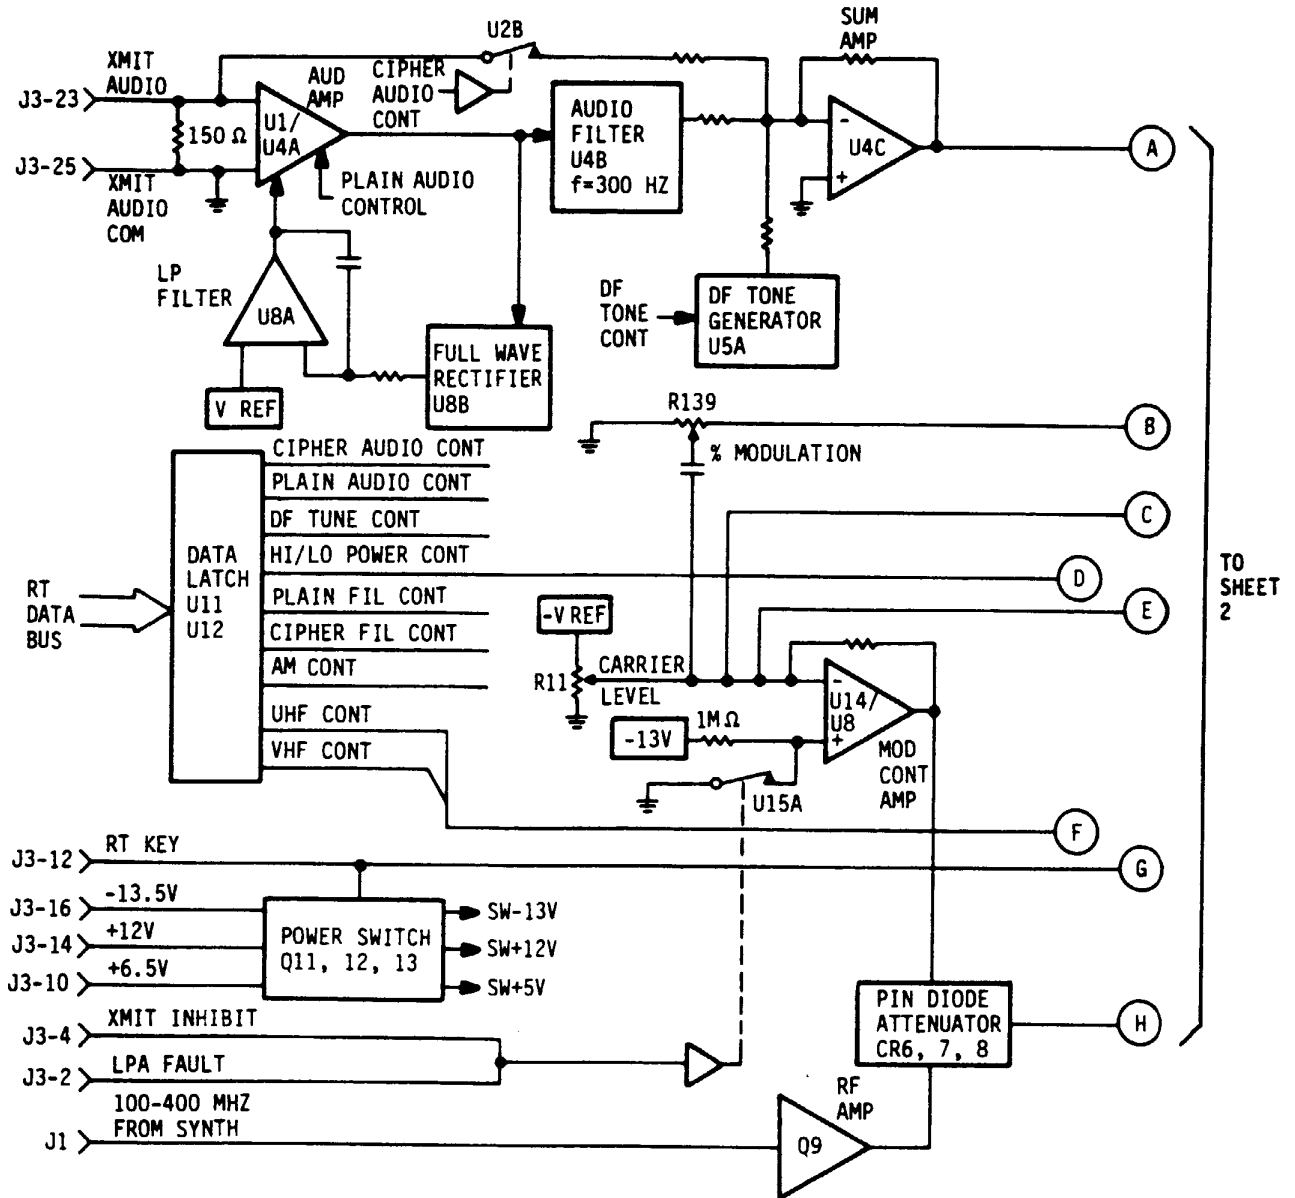 SUM
AMP
U2B
XMIT
AUDIO
AUD
AMP
CIPHER
AUDIO
CONT
J3-23
150 Ω
U1/
U4A
AUDIO
FILTER
U4B
f=300 HZ
-
U4C
+
A
J3-25
XMIT
AUDIO
COM
PLAIN AUDIO
CONTROL
LP
FILTER
U8A
DF
TONE
CONT
DF TONE
GENERATOR
U5A
FULL WAVE
RECTIFIER
U8B
V REF
R139
B
% MODULATION
CIPHER AUDIO CONT
PLAIN AUDIO CONT
DF TUNE CONT
HI/LO POWER CONT
PLAIN FIL CONT
CIPHER FIL CONT
AM CONT
UHF CONT
VHF CONT
DATA
LATCH
U11
U12
RT
DATA
BUS
C
D
E
TO
SHEET
2
-V REF
R11
CARRIER
LEVEL
-
U14/
U8
+
-13V
1M Ω
MOD
CONT
AMP
U15A
F
J3-12
RT KEY
G
J3-16
-13.5V
J3-14
+12V
J3-10
+6.5V
POWER SWITCH
Q11, 12, 13
SW-13V
SW+12V
SW+5V
PIN DIODE
ATTENUATOR
CR6, 7, 8
H
J3-4
XMIT INHIBIT
J3-2
LPA FAULT
J1
100-400 MHZ
FROM SYNTH
RF
AMP
Q9